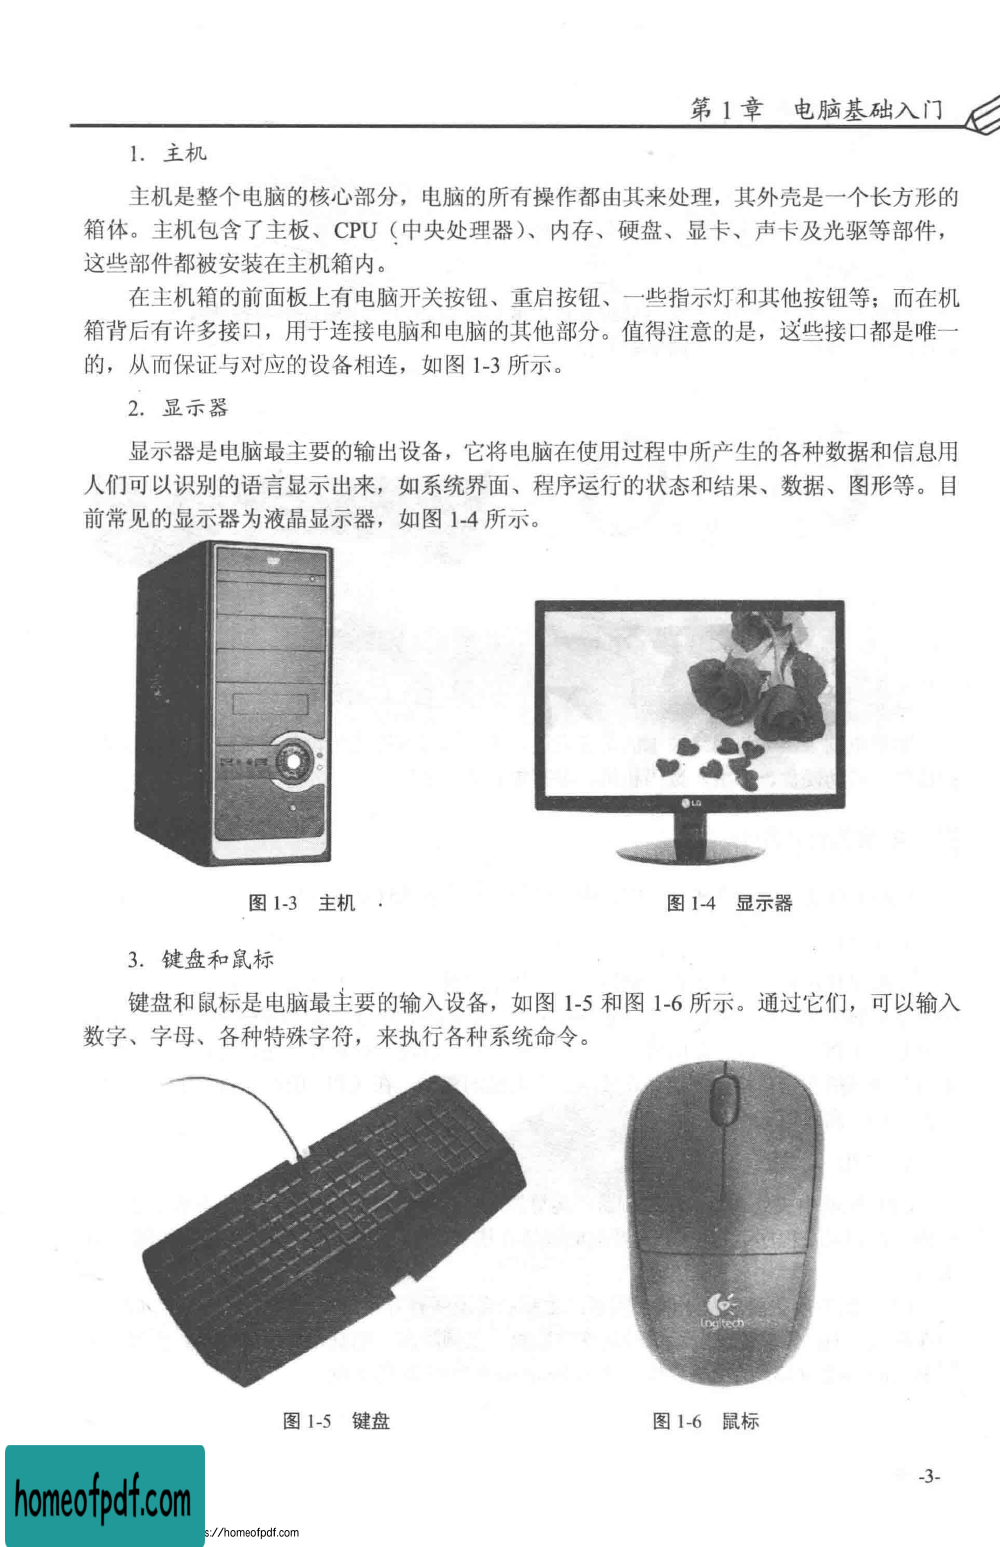 第 1 章 电脑基础入门
1. 主机
主机是整个电脑的核心部分，电脑的所有操作都由其来处理，其外壳是一个长方形的
箱体。主机包含了主板、CPU（中央处理器）、内存、硬盘、显卡、声卡及光驱等部件，
这些部件都被安装在主机箱内。
在主机箱的前面板上有电脑开关按钮、重启按钮、一些指示灯和其他按钮等；而在机
箱背后有许多接口，用于连接电脑和电脑的其他部分。值得注意的是，这些接口都是唯一
的，从而保证与对应的设备相连，如图 1-3 所示。
2. 显示器
显示器是电脑最主要的输出设备，它将电脑在使用过程中所产生的各种数据和信息用
人们可以识别的语言显示出来，如系统界面、程序运行的状态和结果、数据、图形等。目
前常见的显示器为液晶显示器，如图 1-4 所示。
LG
图 1-3 主机
图 1-4 显示器
3. 键盘和鼠标
键盘和鼠标是电脑最主要的输入设备，如图 1-5 和图 1-6 所示。通过它们，可以输入
数字、字母、各种特殊字符，来执行各种系统命令。
Logitech
图 1-5 键盘
图 1-6 鼠标
-3-
homeofpdf.com
s://homeofpdf.com